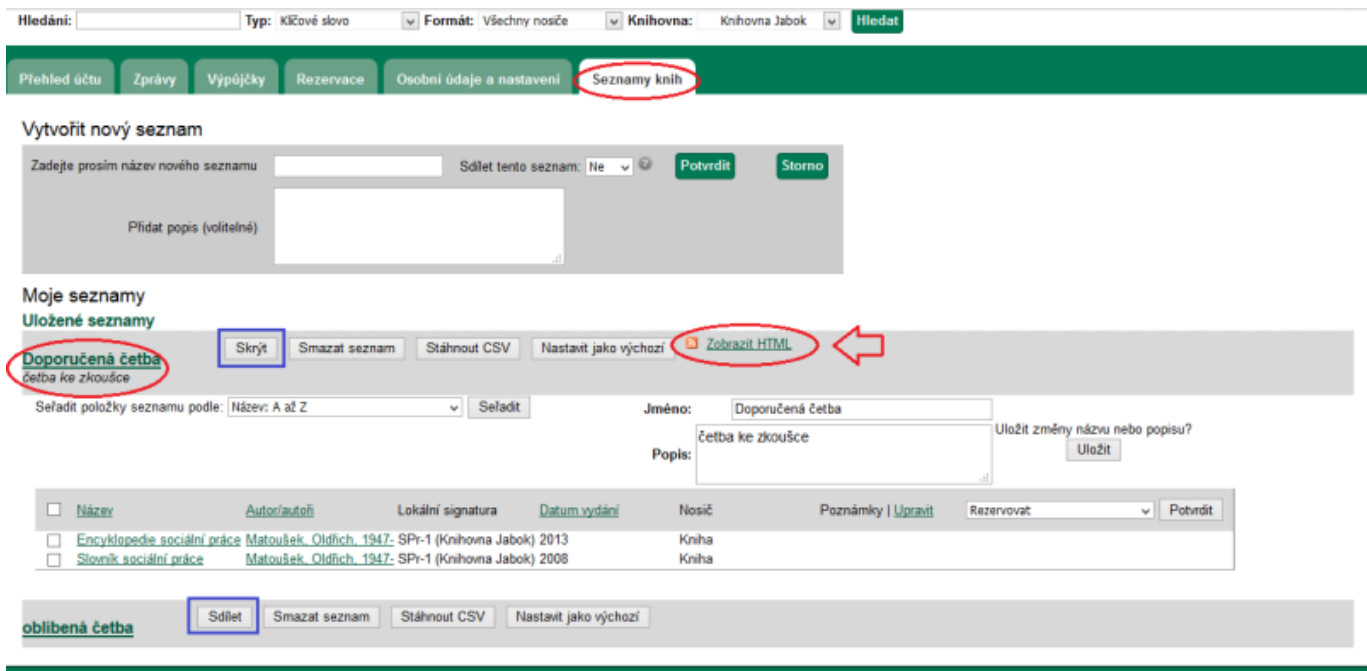 Hledání: Typ: Klíčové slovo Formát: Všechny nosiče Knihovna: Knihovna Jabok Hledat
Přehled účtu Zprávy Výpůjčky Rezervace Osobní údaje a nastavení Seznamy knih
Vytvořit nový seznam
Zadejte prosím název nového seznamu Sdílet tento seznam: Ne ? Potvrdit Storno
Přidat popis (volitelné)
Moje seznamy
Uložené seznamy
Skrýt Smazat seznam Stáhnout CSV Nastavit jako výchozí Zobrazit HTML
Doporučená četba
četba ke zkoušce
Seřadit položky seznamu podle: Název: A až Z Seřadit Jméno: Doporučená četba
Popis: četba ke zkoušce Uložit změny názvu nebo popisu?
Uložit
Název Autor/autoři Lokální signatura Datum vydání Nosič Poznámky | Upravit Rezervovat Potvrdit
Encyklopedie sociální práce Matoušek, Oldřich, 1947- SPr-1 (Knihovna Jabok) 2013 Kniha
Slovník sociální práce Matoušek, Oldřich, 1947- SPr-1 (Knihovna Jabok) 2008 Kniha
oblíbená četba Sdílet Smazat seznam Stáhnout CSV Nastavit jako výchozí